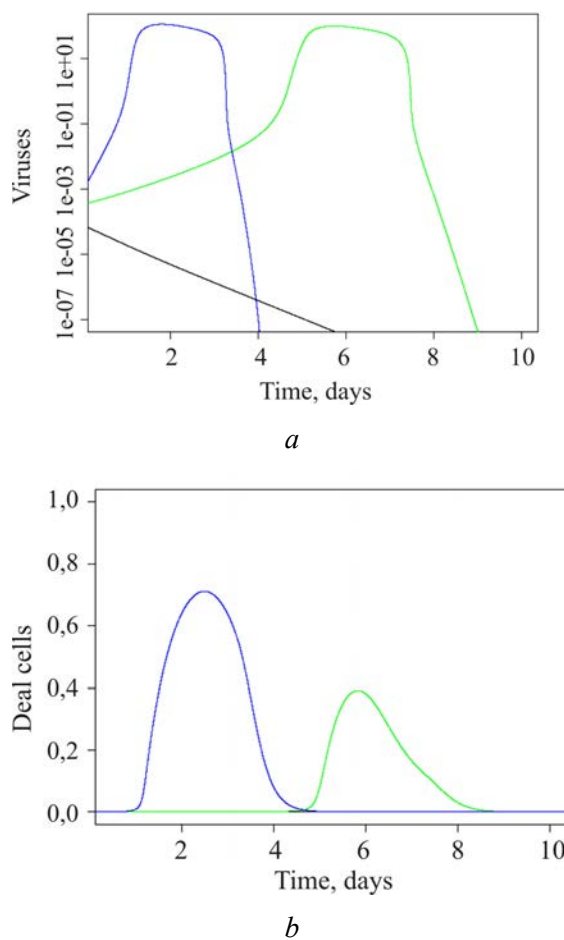 Viruses
1e+01
1e-01
1e-03
1e-05
1e-07
2 4 6 8 10
Time, days
a
Deal cells
1,0
0,8
0,6
0,4
0,2
0,0
2 4 6 8 10
Time, days
b